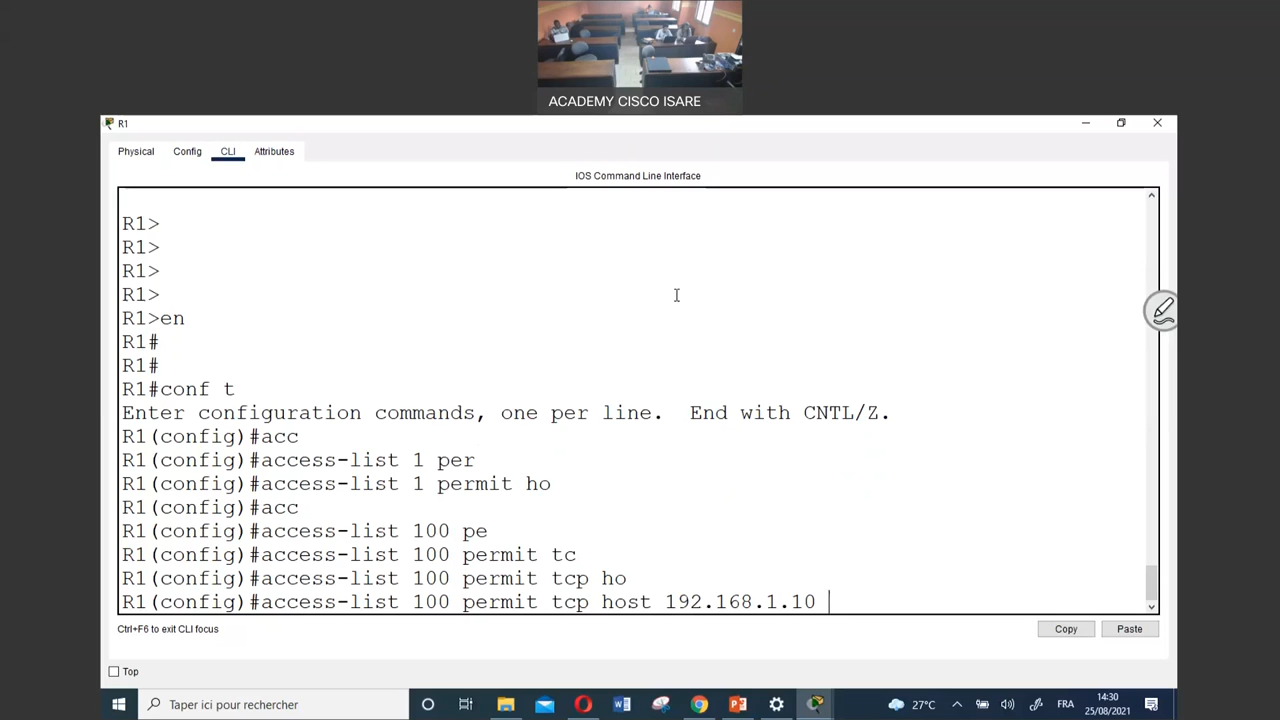 ACADEMY CISCO ISARE
R1
Physical Config CLI Attributes
IOS Command Line Interface
R1>
R1>
R1>
R1>
R1>en
R1#
R1#
R1#conf t
Enter configuration commands, one per line.  End with CNTL/Z.
R1(config)#acc
R1(config)#access-list 1 per
R1(config)#access-list 1 permit ho
R1(config)#acc
R1(config)#access-list 100 pe
R1(config)#access-list 100 permit tc
R1(config)#access-list 100 permit tcp ho
R1(config)#access-list 100 permit tcp host 192.168.1.10
Ctrl+F6 to exit CLI focus
Copy Paste
Top
Taper ici pour rechercher
27°C
FRA
14:30
25/08/2021